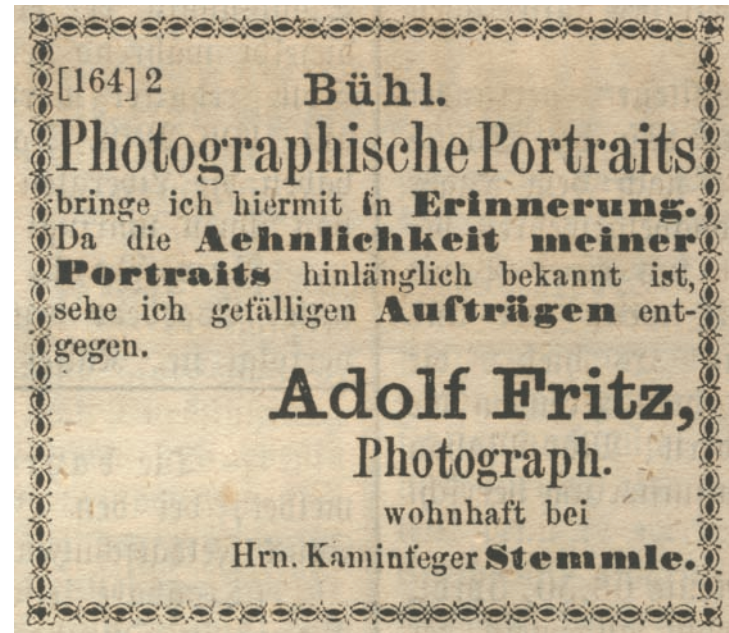 [164] 2
Bühl.
Photographische Portraits
bringe ich hiermit in Erinnerung.
Da die Aehnlichkeit meiner
Portraits hinlänglich bekannt ist,
sehe ich gefälligen Aufträgen ent-
gegen.
Adolf Fritz,
Photograph.
wohnhaft bei
Hrn. Kaminfeger Stemmle.